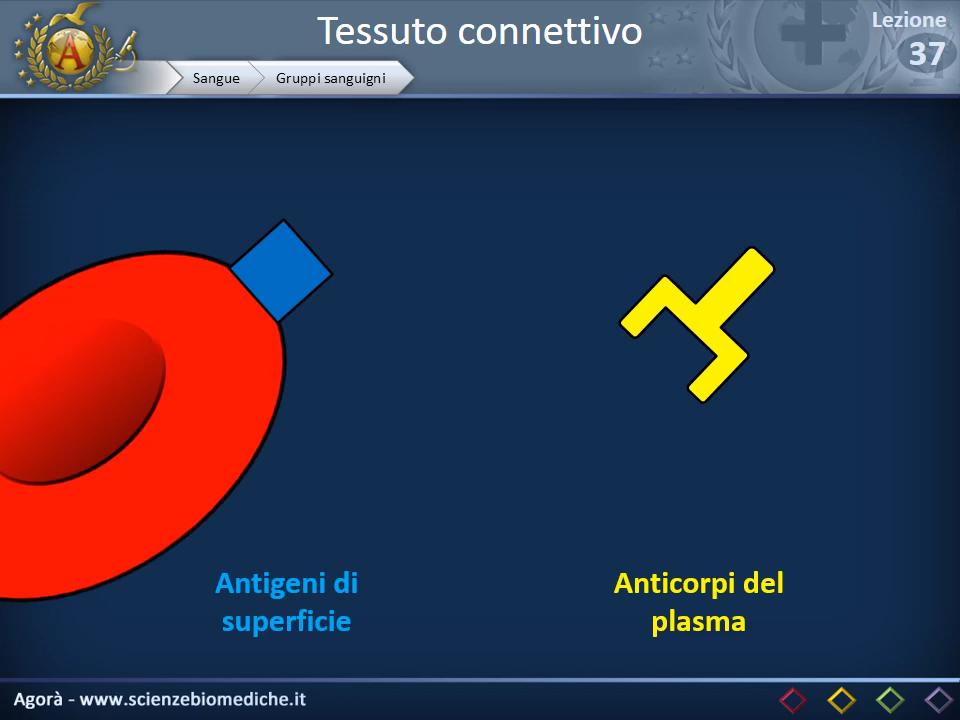 Tessuto connettivo
Lezione
37
A
Sangue
Gruppi sanguigni
Antigeni di
superficie
Anticorpi del
plasma
Agorà - www.scienzebiomediche.it